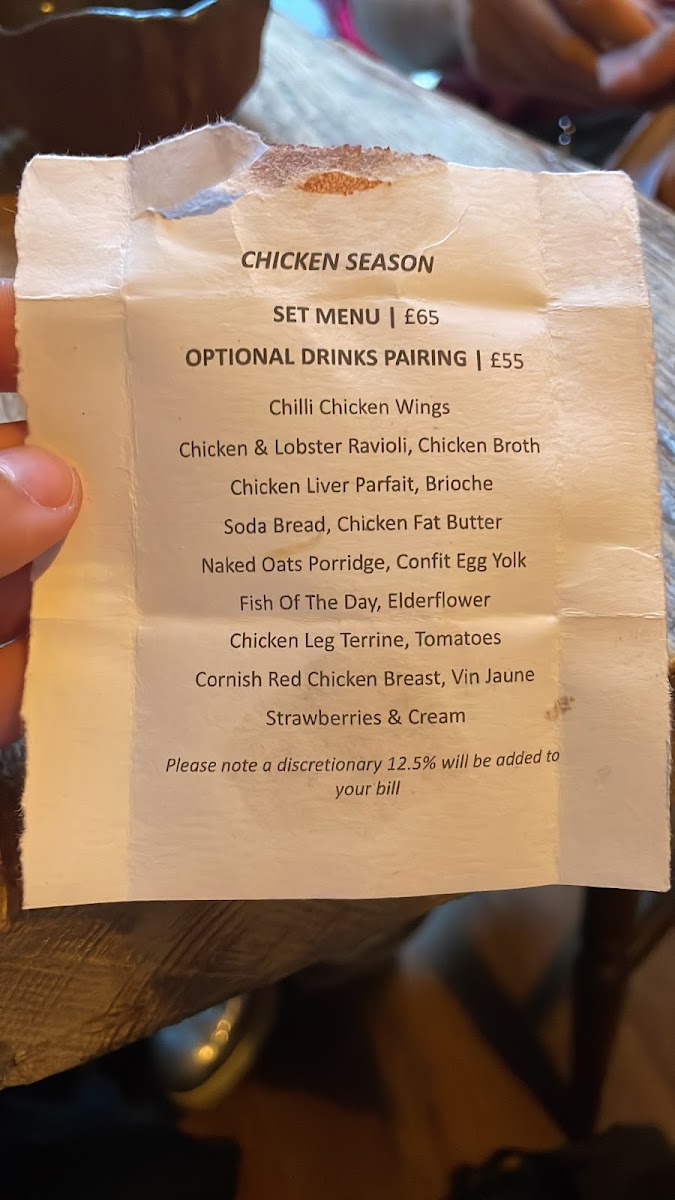 CHICKEN SEASON
SET MENU | £65
OPTIONAL DRINKS PAIRING | £55
Chilli Chicken Wings
Chicken & Lobster Ravioli, Chicken Broth
Chicken Liver Parfait, Brioche
Soda Bread, Chicken Fat Butter
Naked Oats Porridge, Confit Egg Yolk
Fish Of The Day, Elderflower
Chicken Leg Terrine, Tomatoes
Cornish Red Chicken Breast, Vin Jaune
Strawberries & Cream
Please note a discretionary 12.5% will be added to
your bill